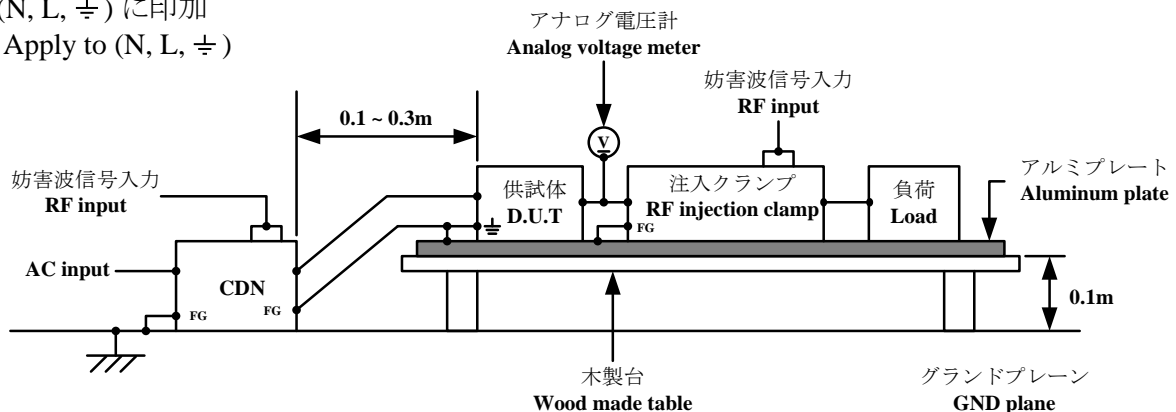 (N, L, ⏚) に印加
Apply to (N, L, ⏚)
アナログ電圧計
Analog voltage meter
妨害波信号入力
RF input
0.1 ~ 0.3m
V
妨害波信号入力
RF input
供試体
D.U.T
注入クランプ
RF injection clamp
FG
負荷
Load
アルミプレート
Aluminum plate
AC input
CDN
FG
FG
0.1m
木製台
Wood made table
グランドプレーン
GND plane